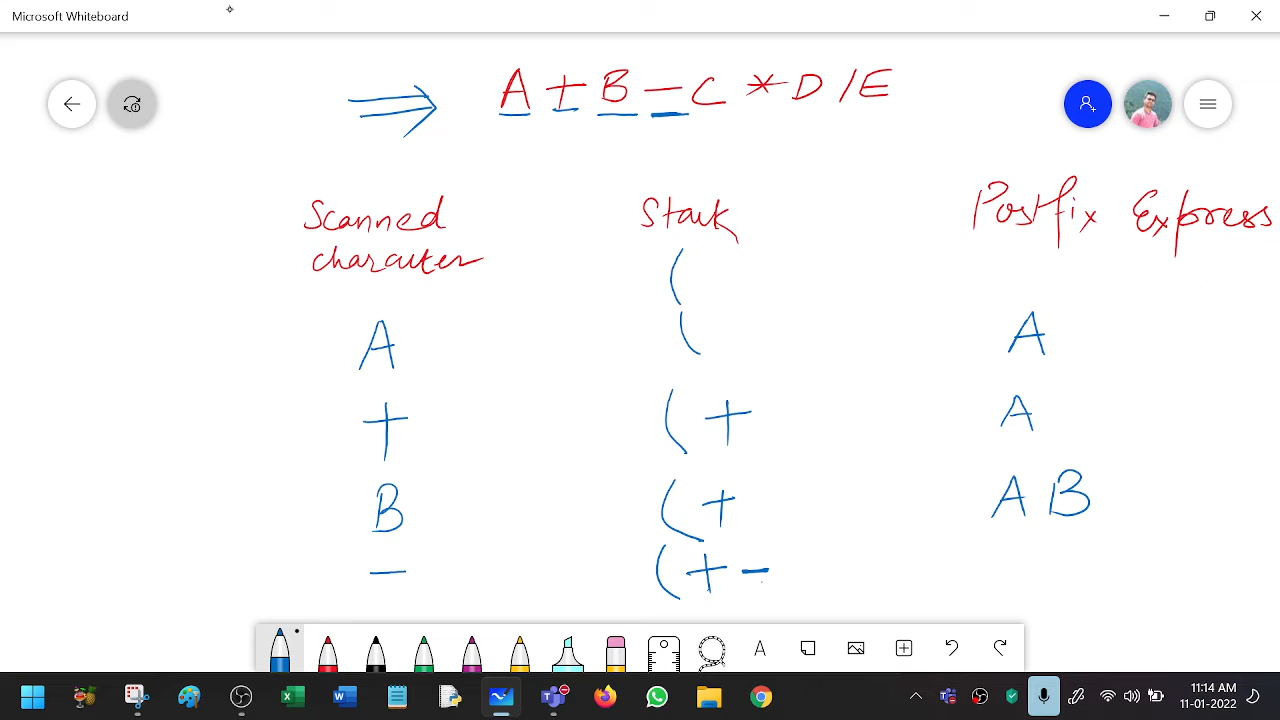 Microsoft Whiteboard
⇒ A + B - C * D / E
Scanned character Stack Postfix Express
(
A ( A
+ ( + A
B ( + A B
- ( + -
A
11:14 AM
11-01-2022